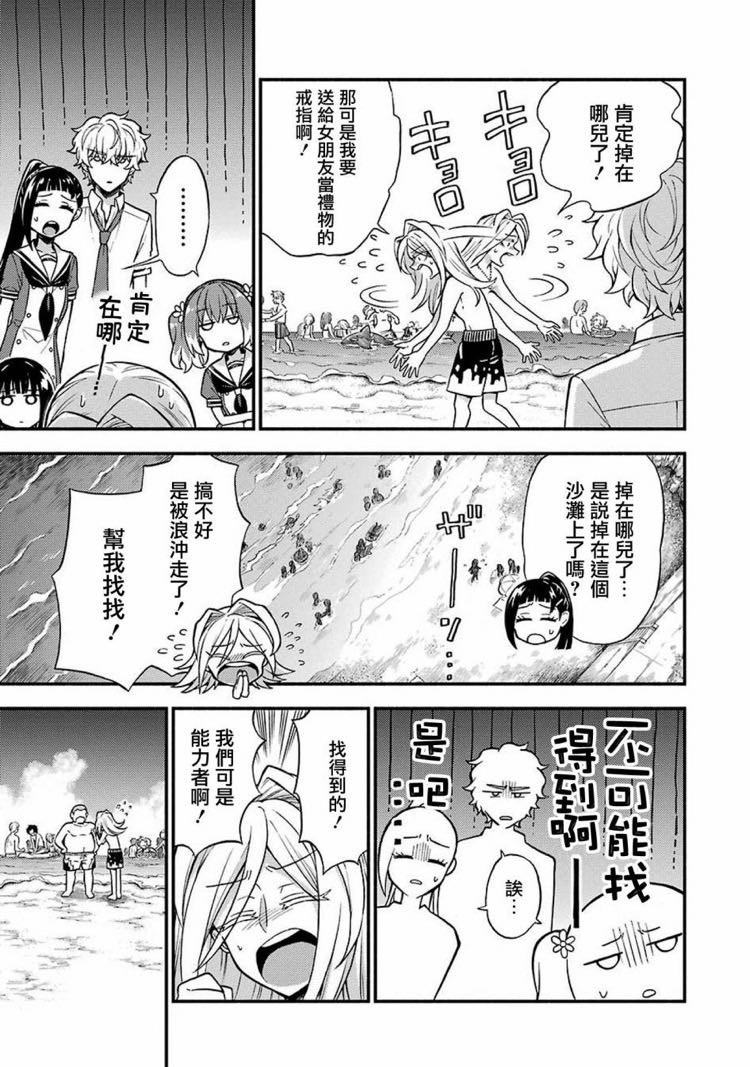 肯定掉在
哪兒了！
キョロ
キョロ
那可是我要
送給女朋友當禮物的
戒指啊！
………
肯定
在哪…
掉在哪兒了…
是說掉在這個
沙灘上了嗎？
ザーー…
搞不好
是被浪沖走了！
幫我找找！
不可能找
得到啊——
誒…
是吧……
找得到的！
我們可是
能力者啊！